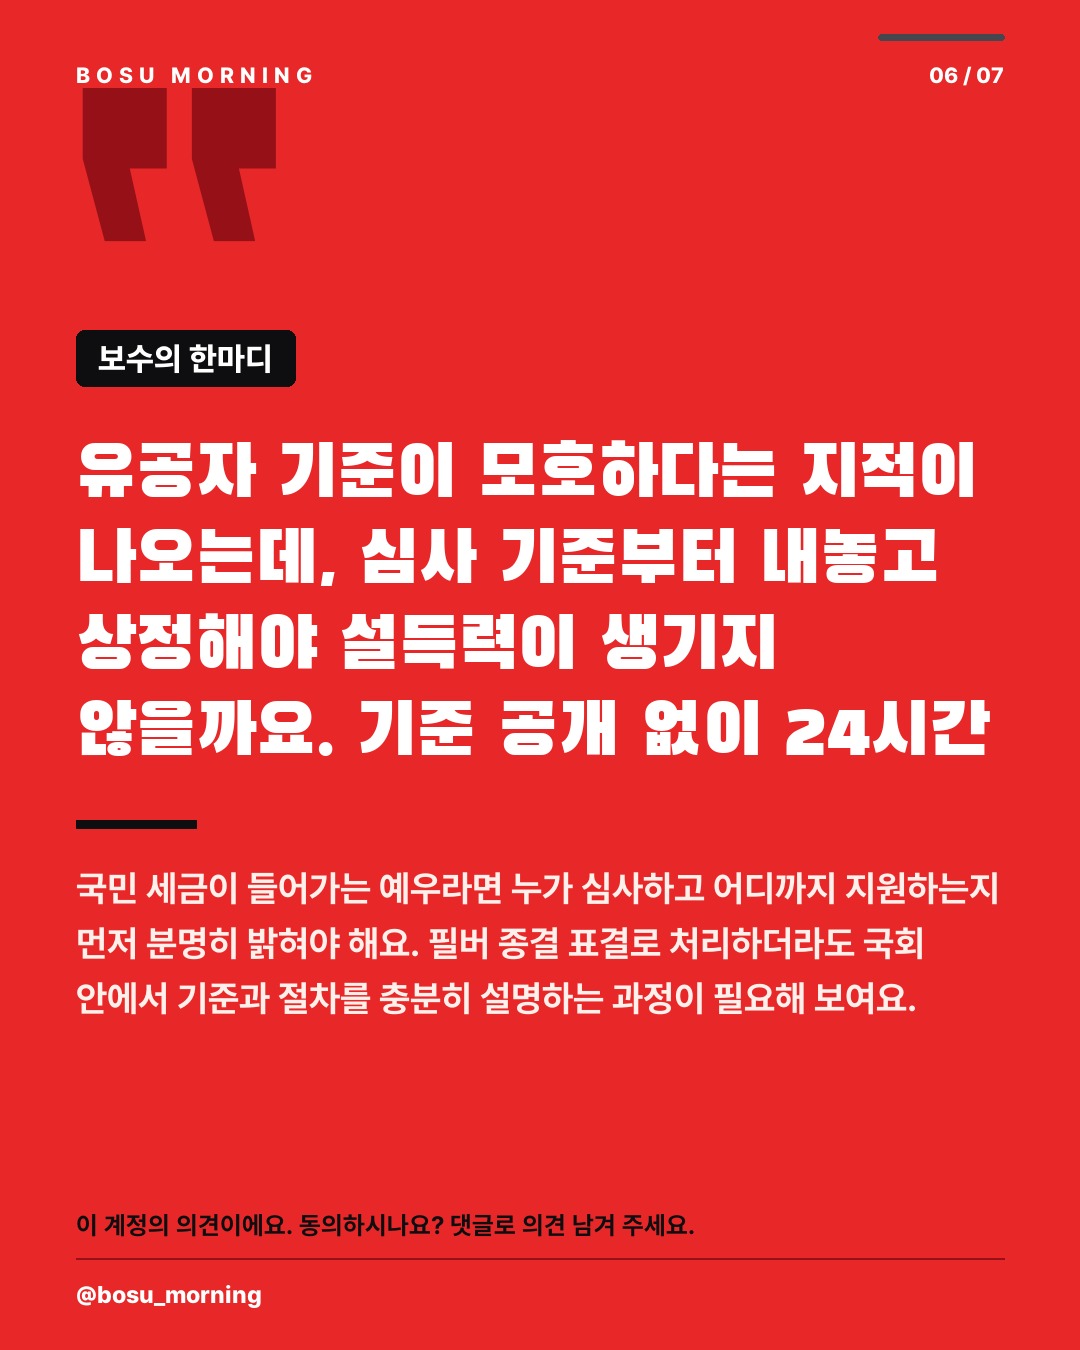 BOSU MORNING
06 / 07
보수의 한마디
유공자 기준이 모호하다는 지적이
나오는데, 심사 기준부터 내놓고
상정해야 설득력이 생기지
않을까요. 기준 공개 없이 24시간
국민 세금이 들어가는 예우라면 누가 심사하고 어디까지 지원하는지
먼저 분명히 밝혀야 해요. 필버 종결 표결로 처리하더라도 국회
안에서 기준과 절차를 충분히 설명하는 과정이 필요해 보여요.
이 계정의 의견이에요. 동의하시나요? 댓글로 의견 남겨 주세요.
@bosu_morning